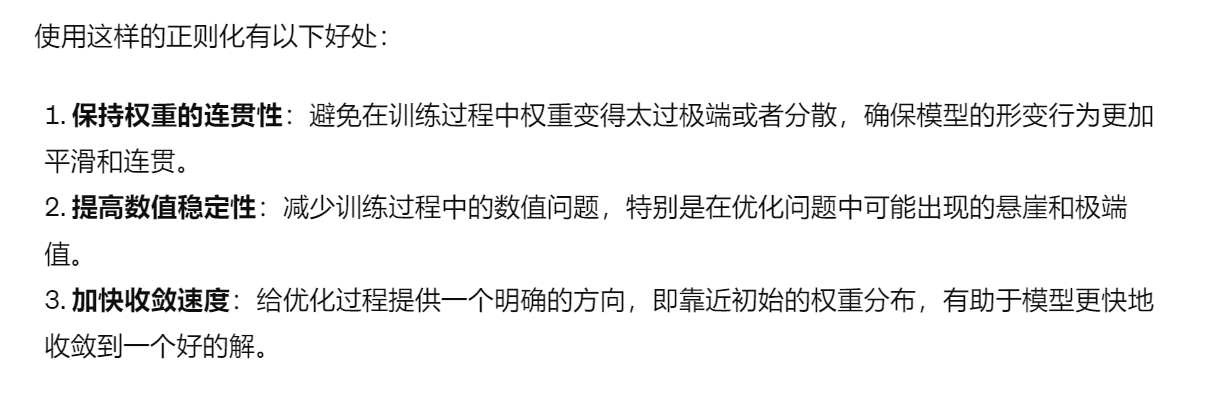 使用这样的正则化有以下好处：
1. 保持权重的连贯性：避免在训练过程中权重变得太过极端或者分散，确保模型的形变行为更加
平滑和连贯。
2. 提高数值稳定性：减少训练过程中的数值问题，特别是在优化问题中可能出现的悬崖和极端
值。
3. 加快收敛速度：给优化过程提供一个明确的方向，即靠近初始的权重分布，有助于模型更快地
收敛到一个好的解。